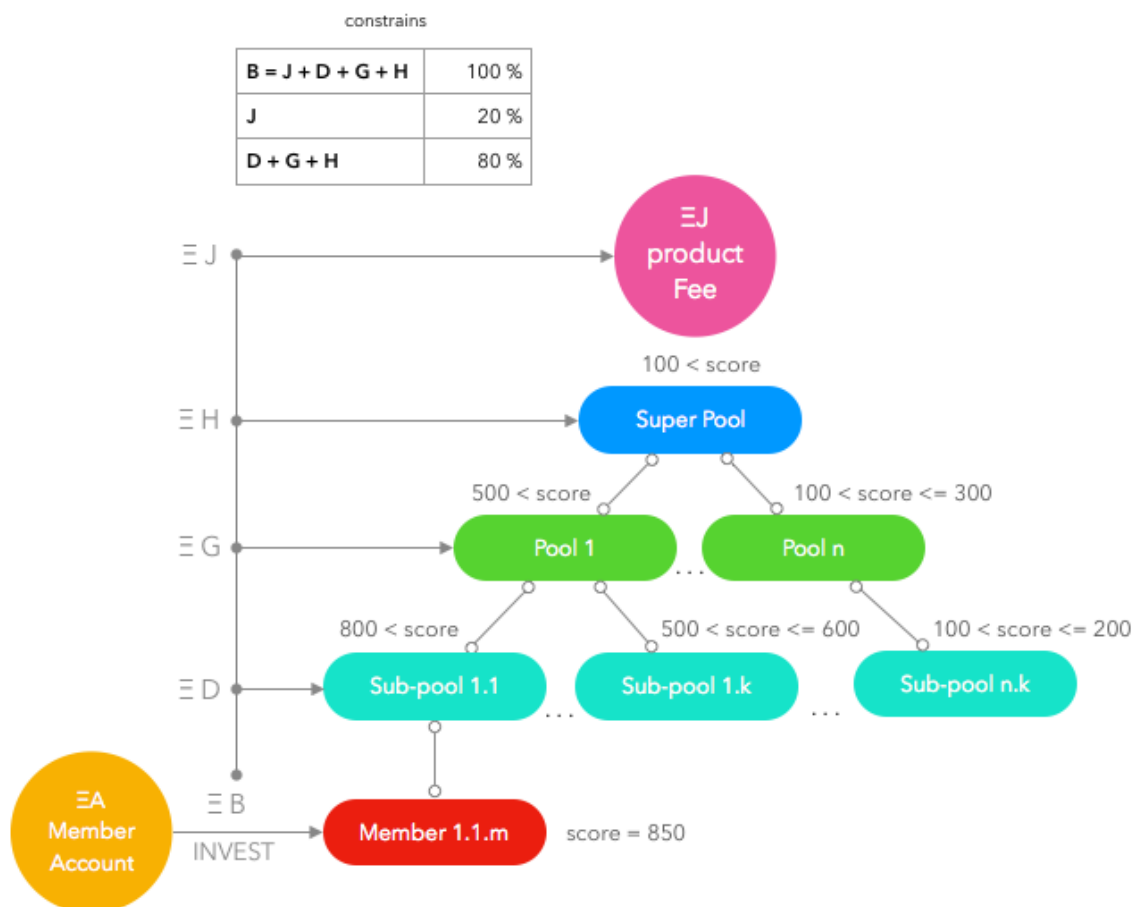 constrains
B = J + D + G + H 100 %
J 20 %
D + G + H 80 %
ΞJ
product
Fee
Ξ J
100 < score
Ξ H
Super Pool
500 < score
100 < score <= 300
Ξ G
Pool 1
...
Pool n
800 < score
500 < score <= 600
100 < score <= 200
Ξ D
Sub-pool 1.1
...
Sub-pool 1.k
...
Sub-pool n.k
ΞA
Member
Account
Ξ B
INVEST
Member 1.1.m
score = 850